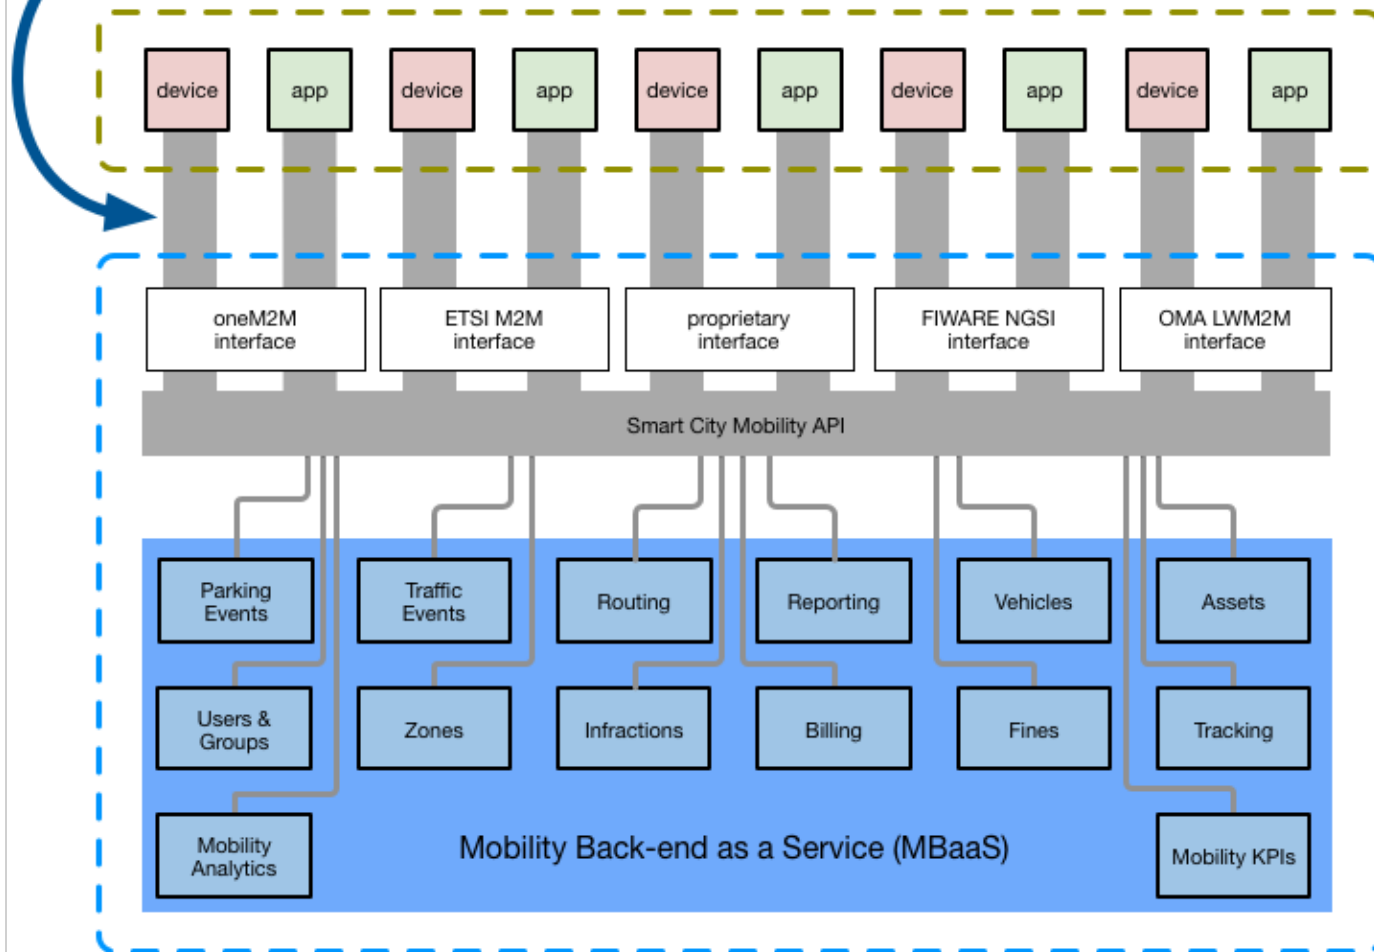 device
app
device
app
device
app
device
app
device
app
oneM2M
interface
ETSI M2M
interface
proprietary
interface
FIWARE NGSI
interface
OMA LWM2M
interface
Smart City Mobility API
Parking
Events
Traffic
Events
Routing
Reporting
Vehicles
Assets
Users &
Groups
Zones
Infractions
Billing
Fines
Tracking
Mobility
Analytics
Mobility Back-end as a Service (MBaaS)
Mobility KPIs